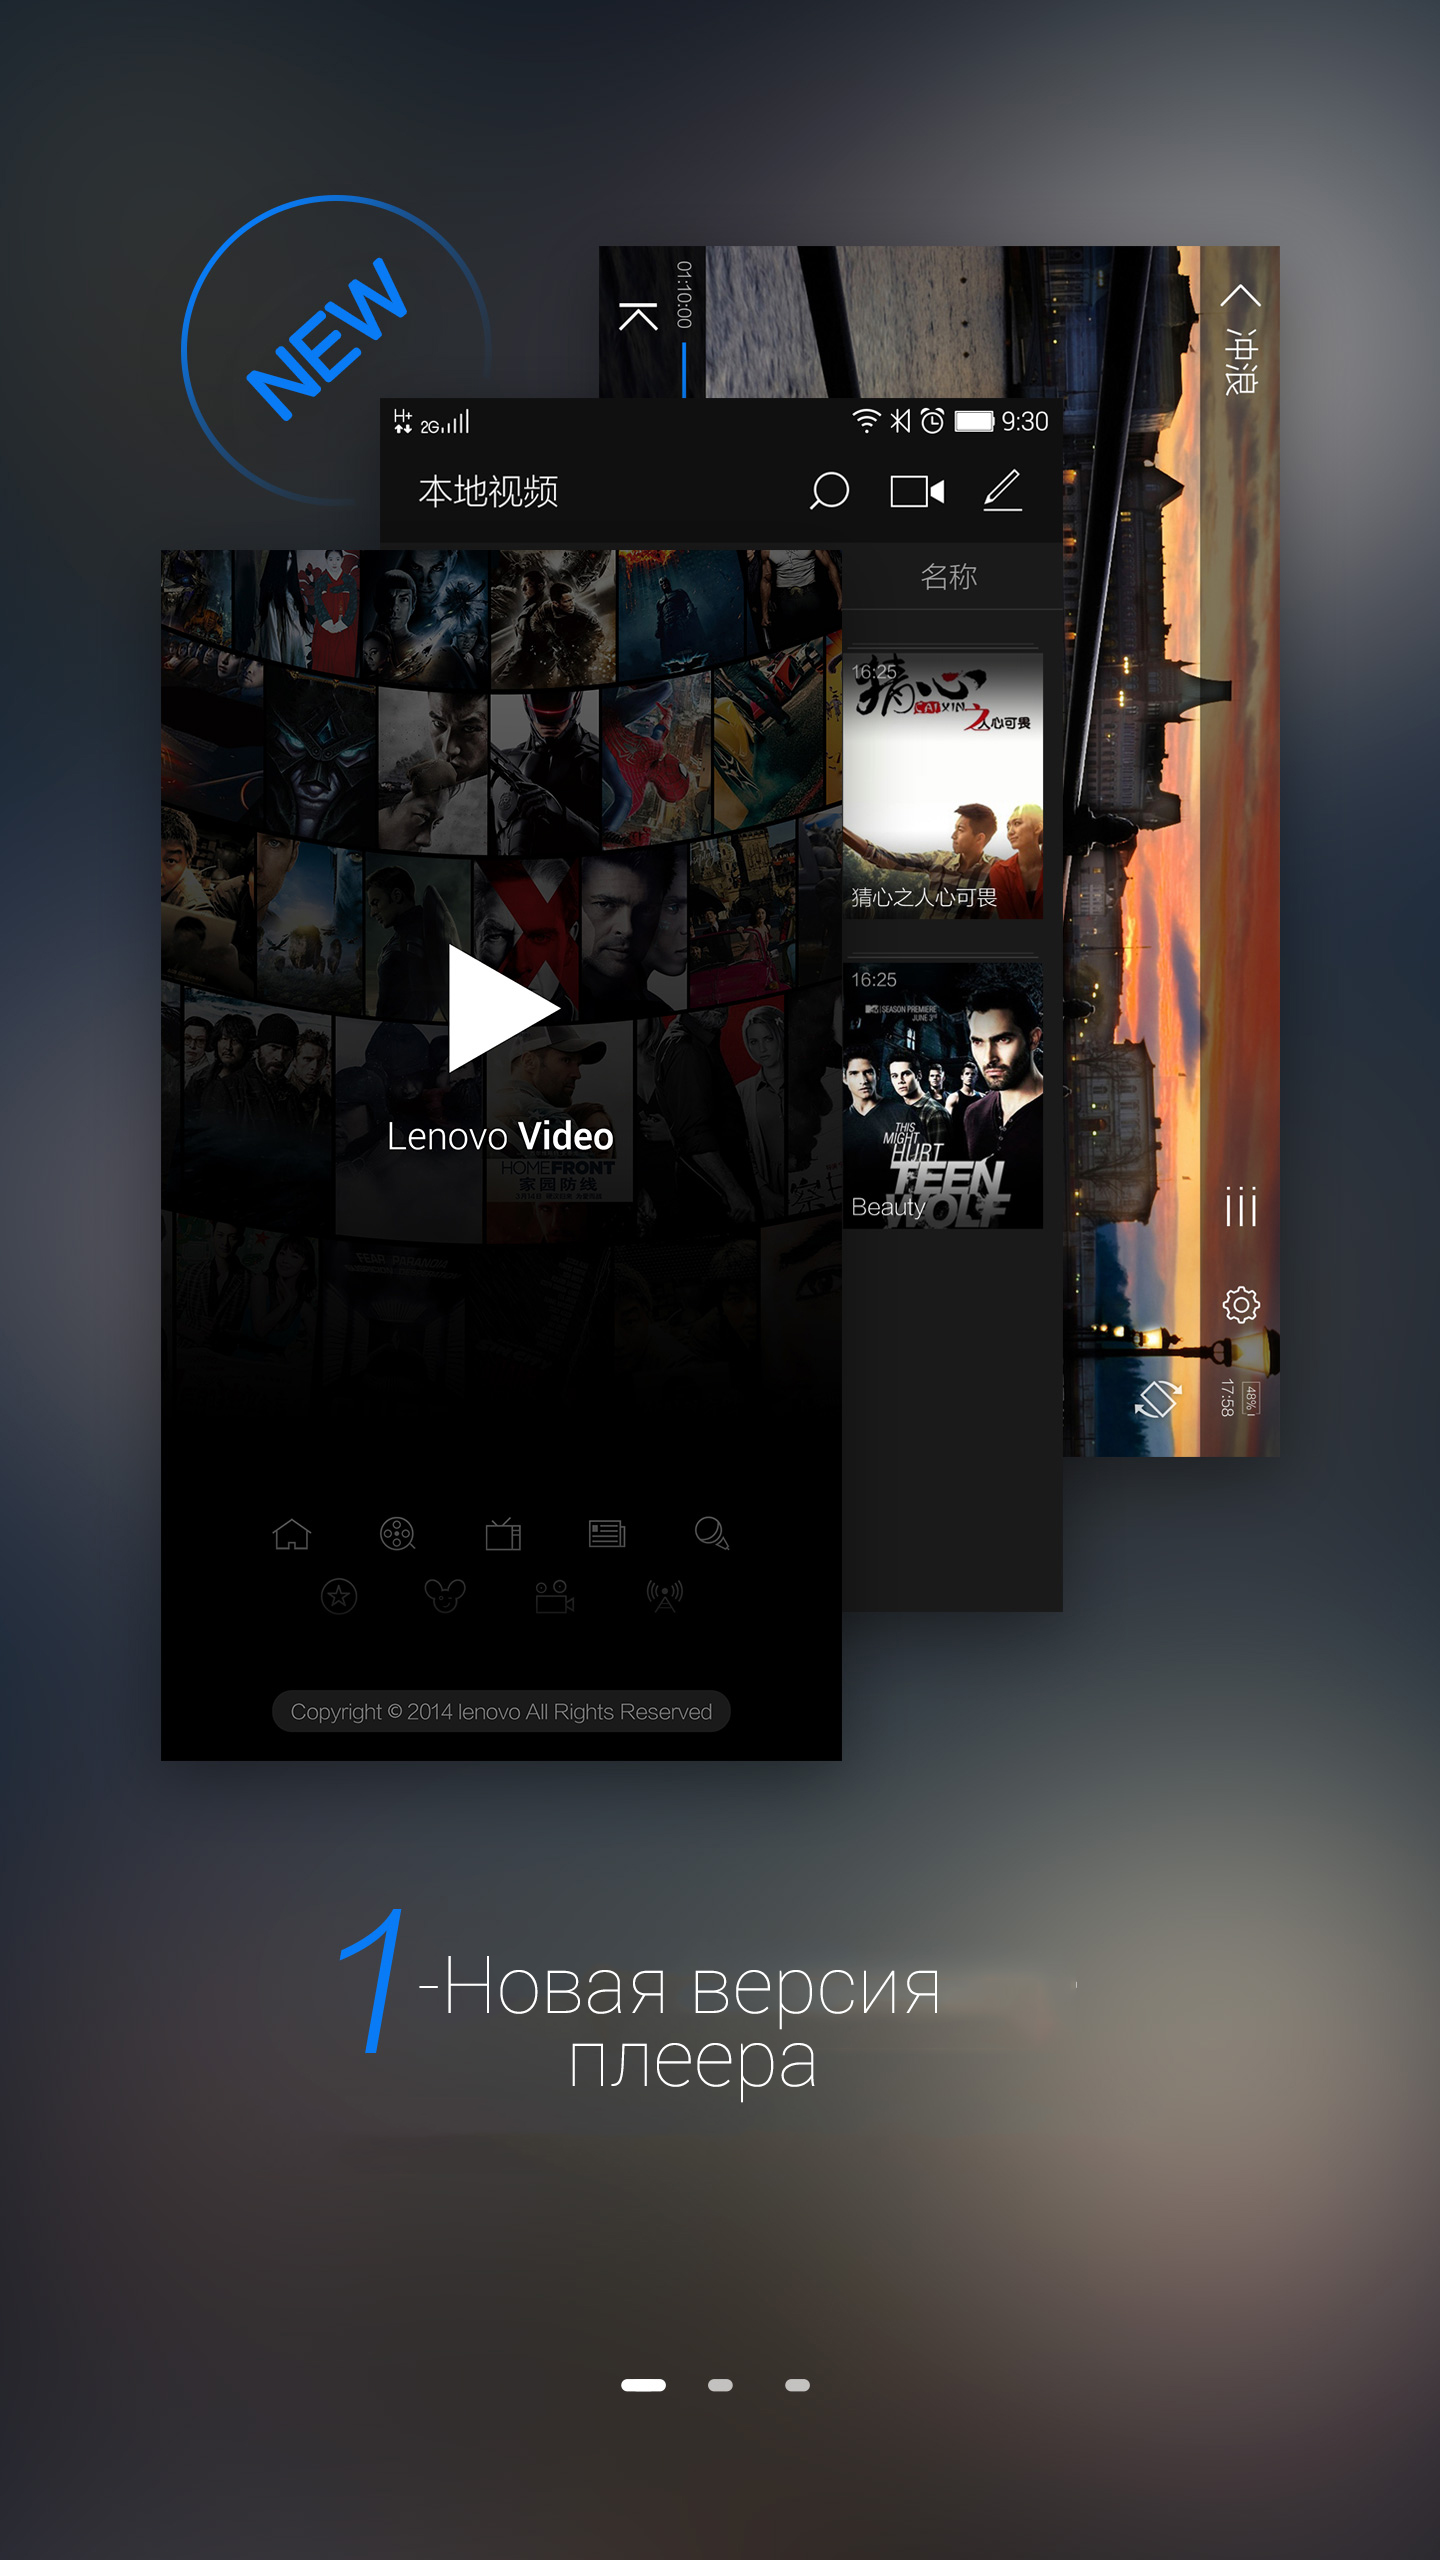 NEW
01:10:00
冲浪
H+
2G
9:30
本地视频
名称
16:25
猜心
CAI XIN
之人心可畏
猜心之人心可畏
16:25
SEASON PREMIERE
JUNE 3rd
THIS
MIGHT
HURT
TEEN
WOLF
Beauty
48%
17:58
Lenovo Video
HOMEFRONT
家园防线
FEAR. PARANOIA
Copyright © 2014 lenovo All Rights Reserved
1-Новая версия
плеера